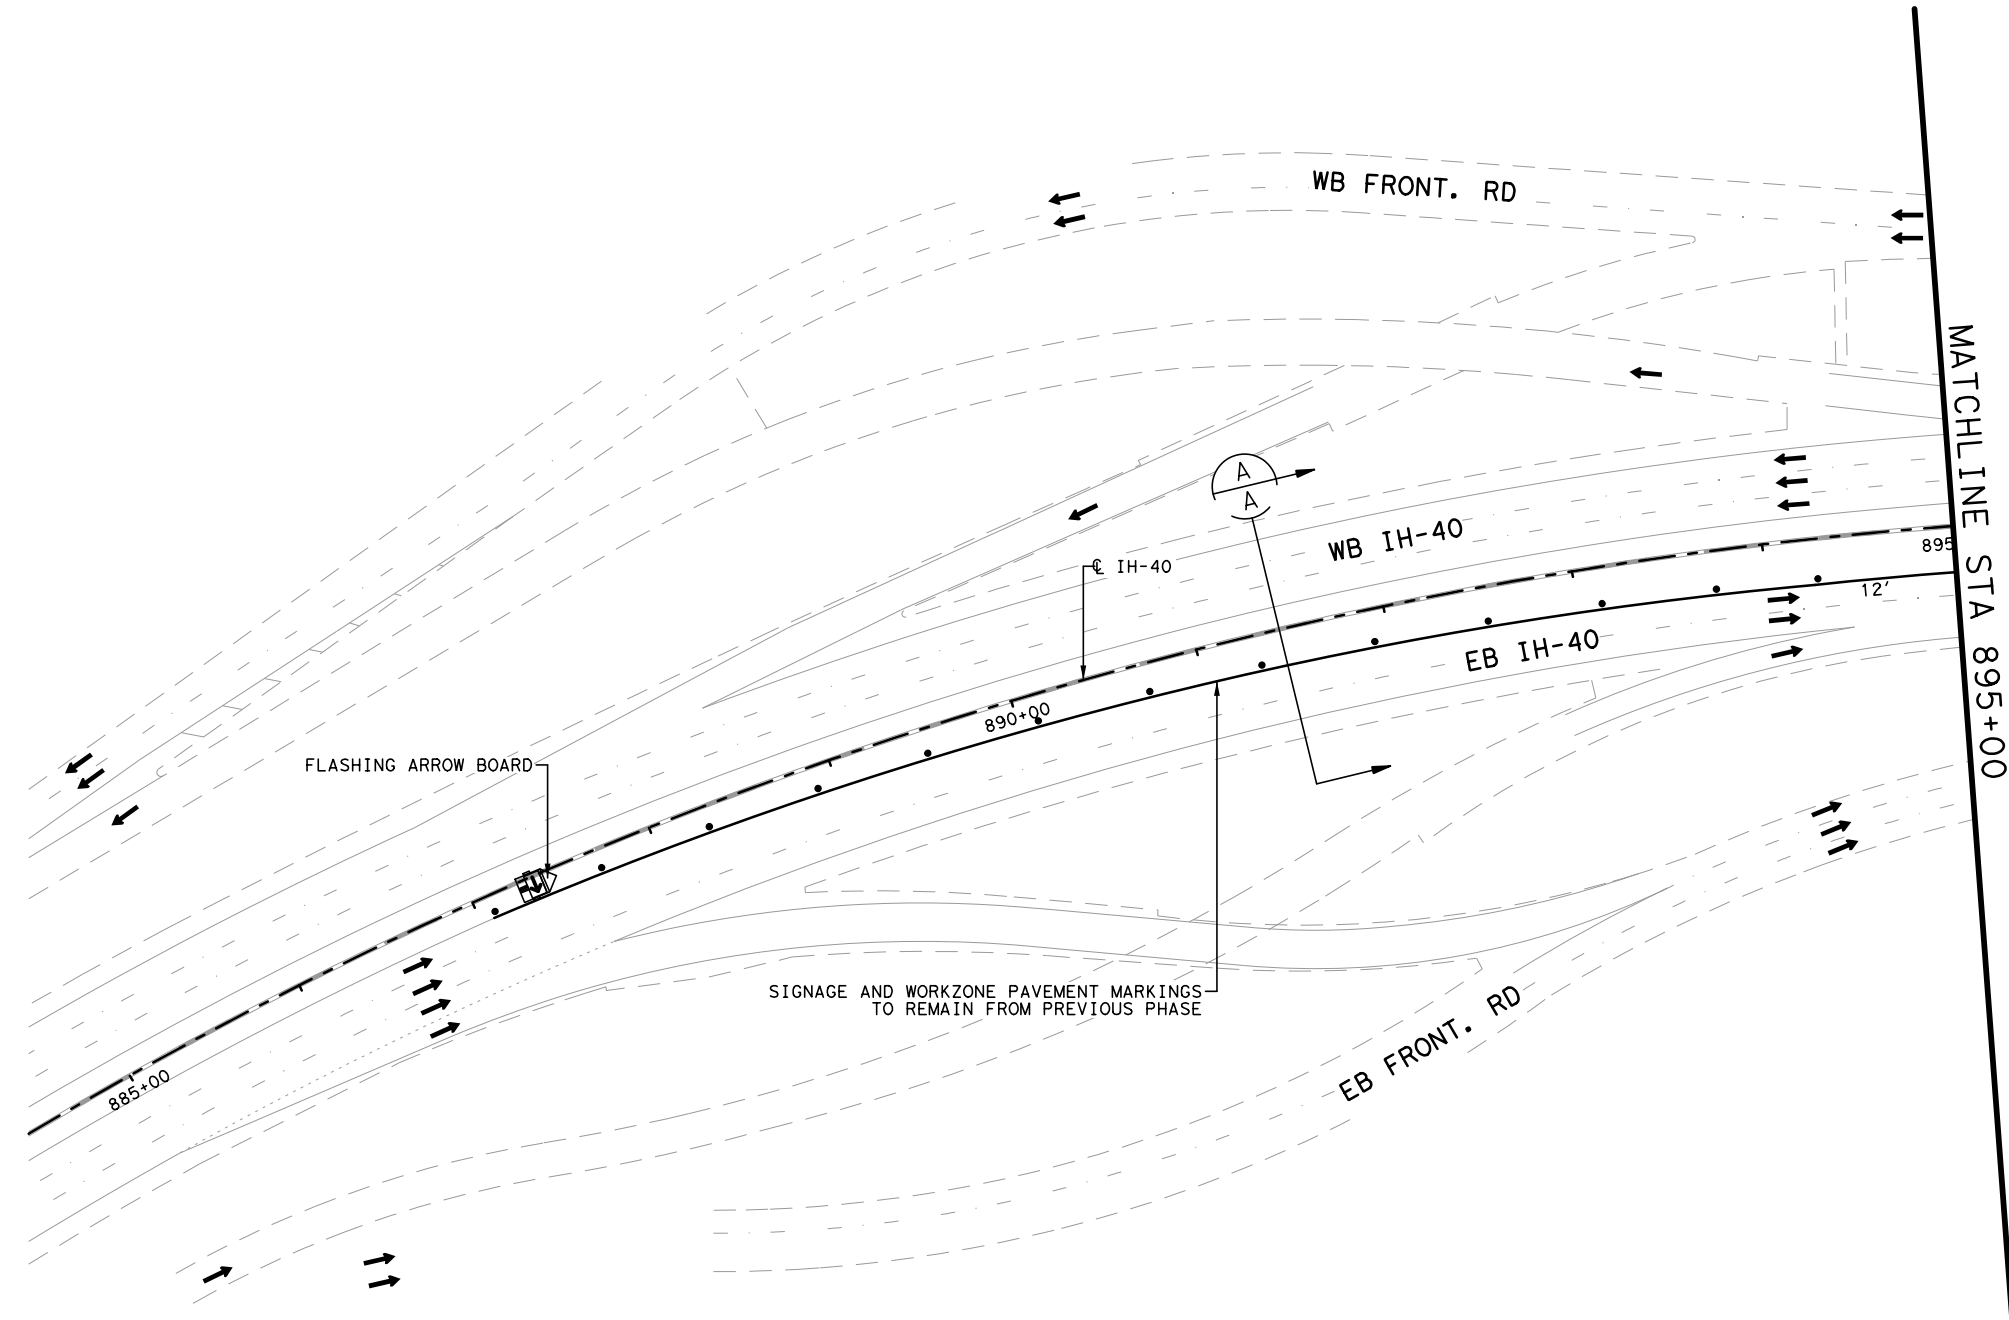 WB FRONT. RD
MATCHLINE STA 895+00
A
A
WB IH-40
℄ IH-40
895
12'
EB IH-40
890+00
FLASHING ARROW BOARD
SIGNAGE AND WORKZONE PAVEMENT MARKINGS
TO REMAIN FROM PREVIOUS PHASE
EB FRONT. RD
885+00